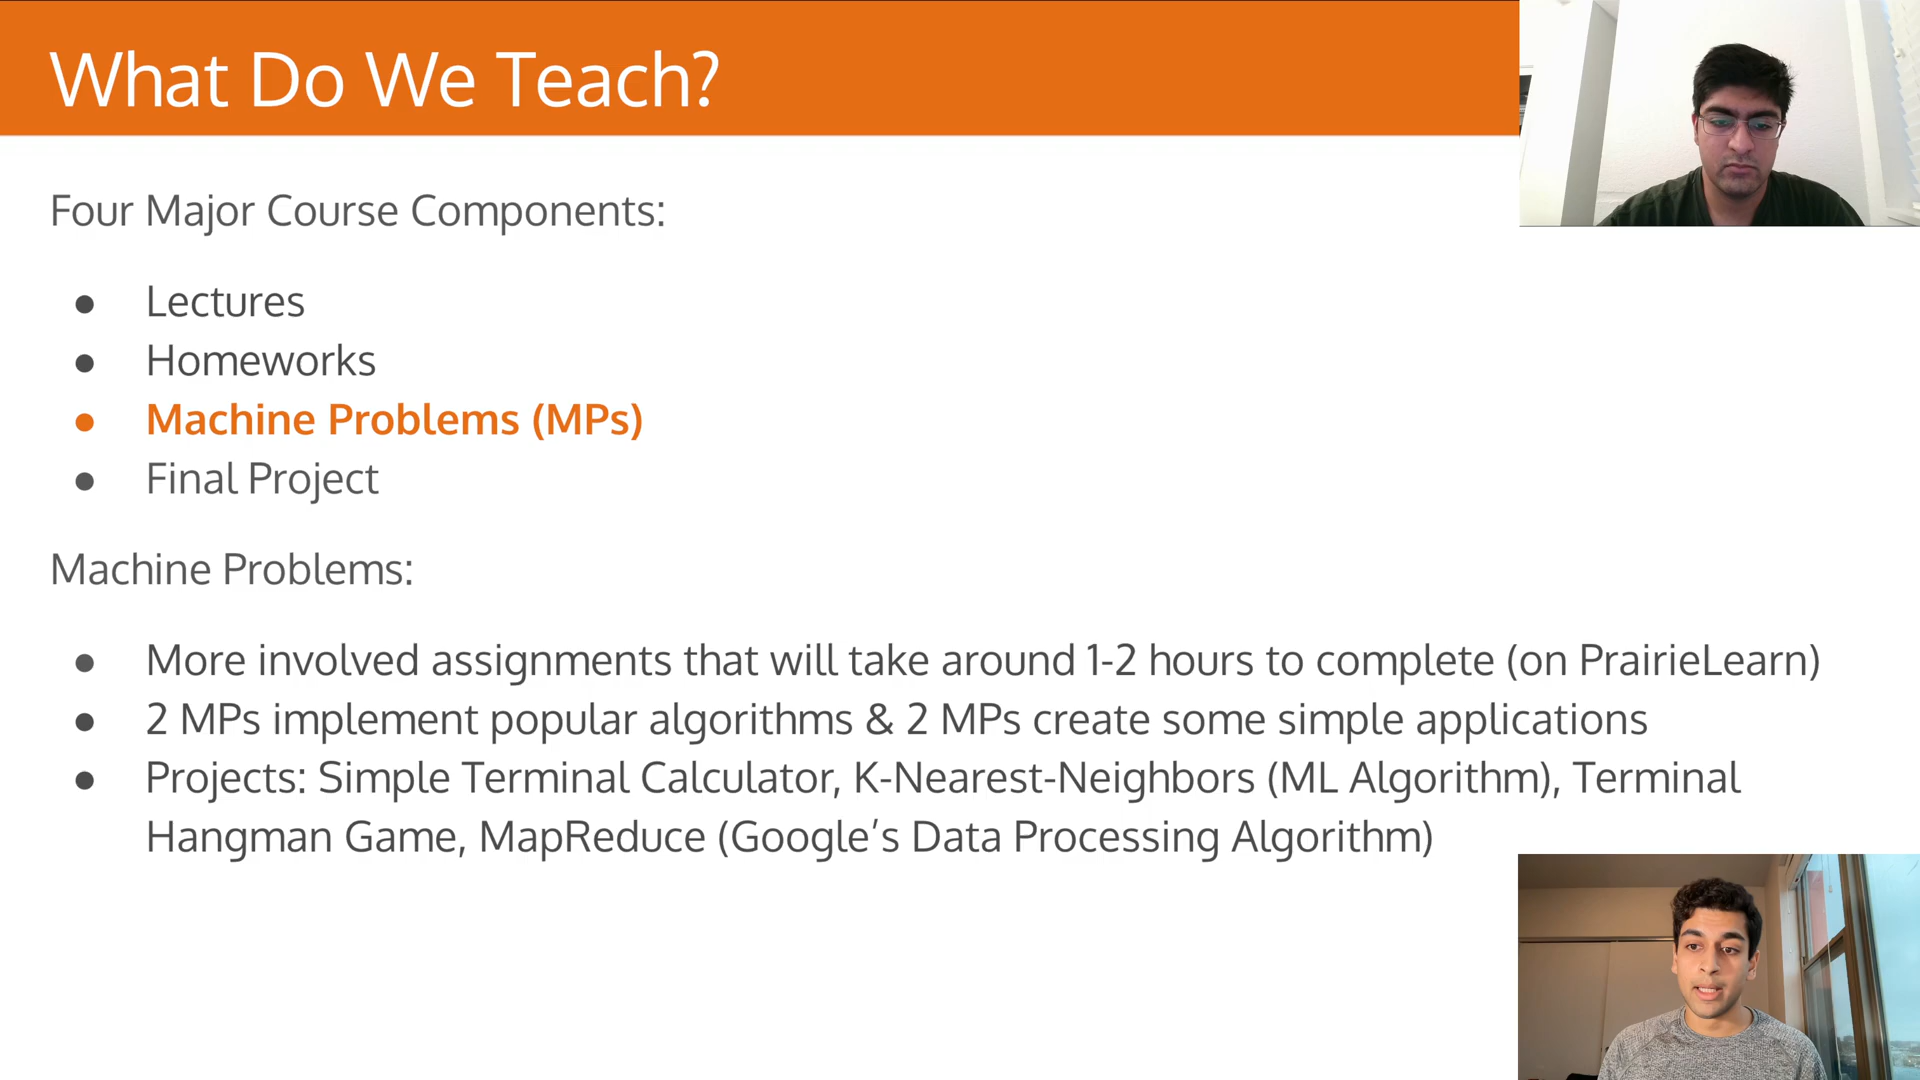 What Do We Teach?
Four Major Course Components:
● Lectures
● Homeworks
● Machine Problems (MPs)
● Final Project
Machine Problems:
● More involved assignments that will take around 1-2 hours to complete (on PrairieLearn)
● 2 MPs implement popular algorithms & 2 MPs create some simple applications
● Projects: Simple Terminal Calculator, K-Nearest-Neighbors (ML Algorithm), Terminal
Hangman Game, MapReduce (Google’s Data Processing Algorithm)